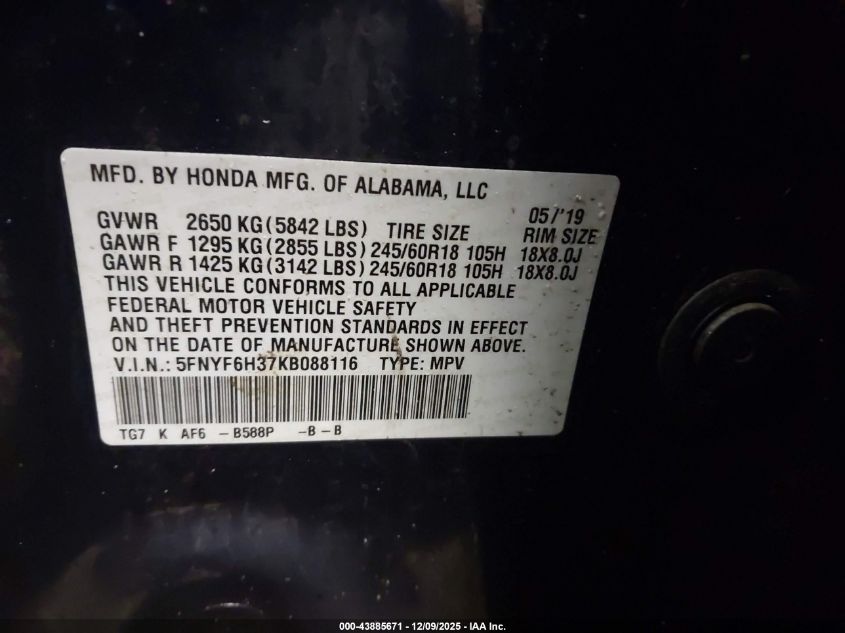 MFD. BY HONDA MFG. OF ALABAMA, LLC
05/'19
GVWR 2650 KG(5842 LBS) TIRE SIZE RIM SIZE
GAWR F 1295 KG(2855 LBS) 245/60R18 105H 18X8.0J
GAWR R 1425 KG(3142 LBS) 245/60R18 105H 18X8.0J
THIS VEHICLE CONFORMS TO ALL APPLICABLE
FEDERAL MOTOR VEHICLE SAFETY
AND THEFT PREVENTION STANDARDS IN EFFECT
ON THE DATE OF MANUFACTURE SHOWN ABOVE.
V.I.N.: 5FNYF6H37KB088116 TYPE: MPV
TG7 K AF6 -B588P -B-B
000-43885671 - 12/09/2025 - IAA Inc.